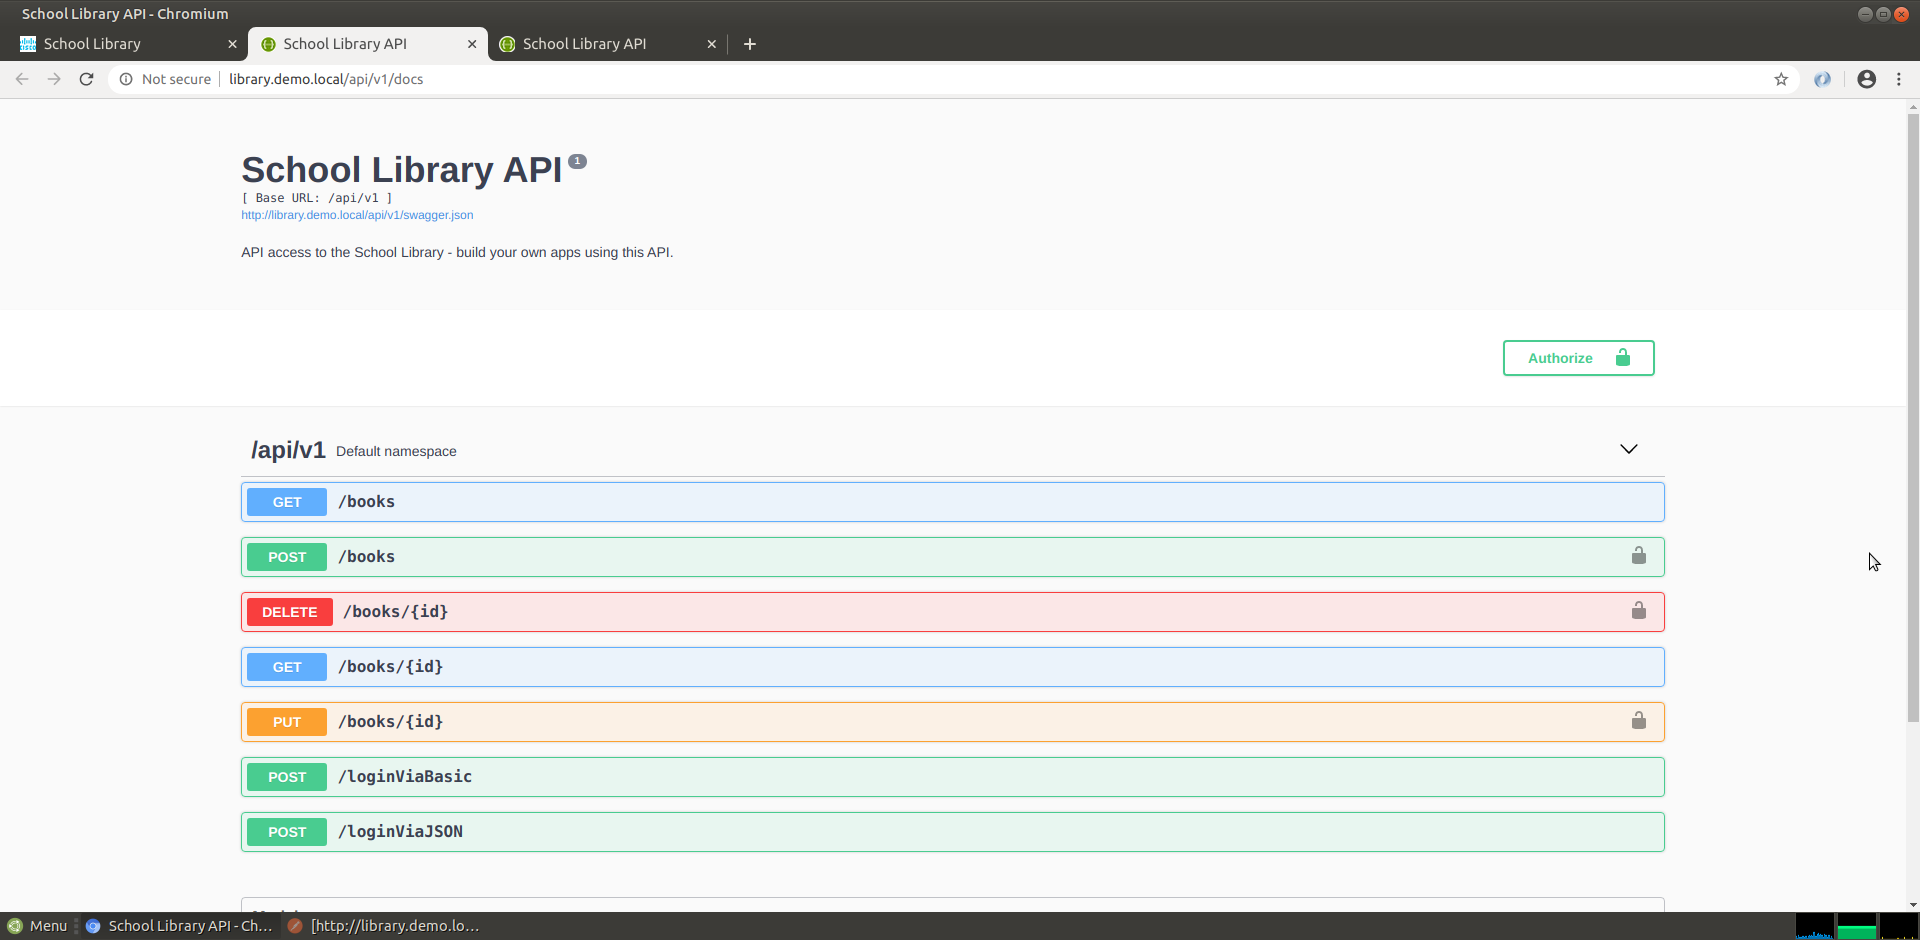 School Library API - Chromium
School Library
School Library API
School Library API
Not secure
library.demo.local/api/v1/docs
School Library API 1
[ Base URL: /api/v1 ]
http://library.demo.local/api/v1/swagger.json
API access to the School Library - build your own apps using this API.
Authorize
/api/v1 Default namespace
GET /books
POST /books
DELETE /books/{id}
GET /books/{id}
PUT /books/{id}
POST /loginViaBasic
POST /loginViaJSON
Menu
School Library API - Ch...
[http://library.demo.lo...